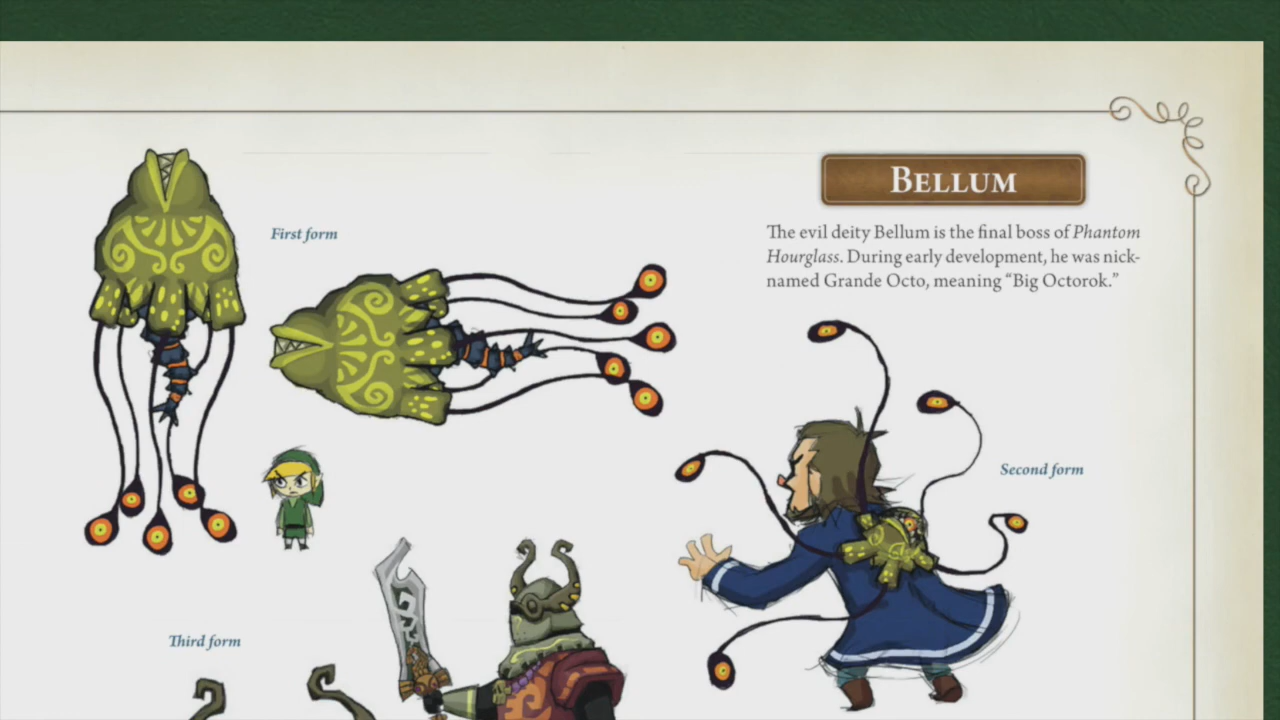 BELLUM
The evil deity Bellum is the final boss of Phantom
Hourglass. During early development, he was nick-
named Grande Octo, meaning “Big Octorok.”
First form
Second form
Third form